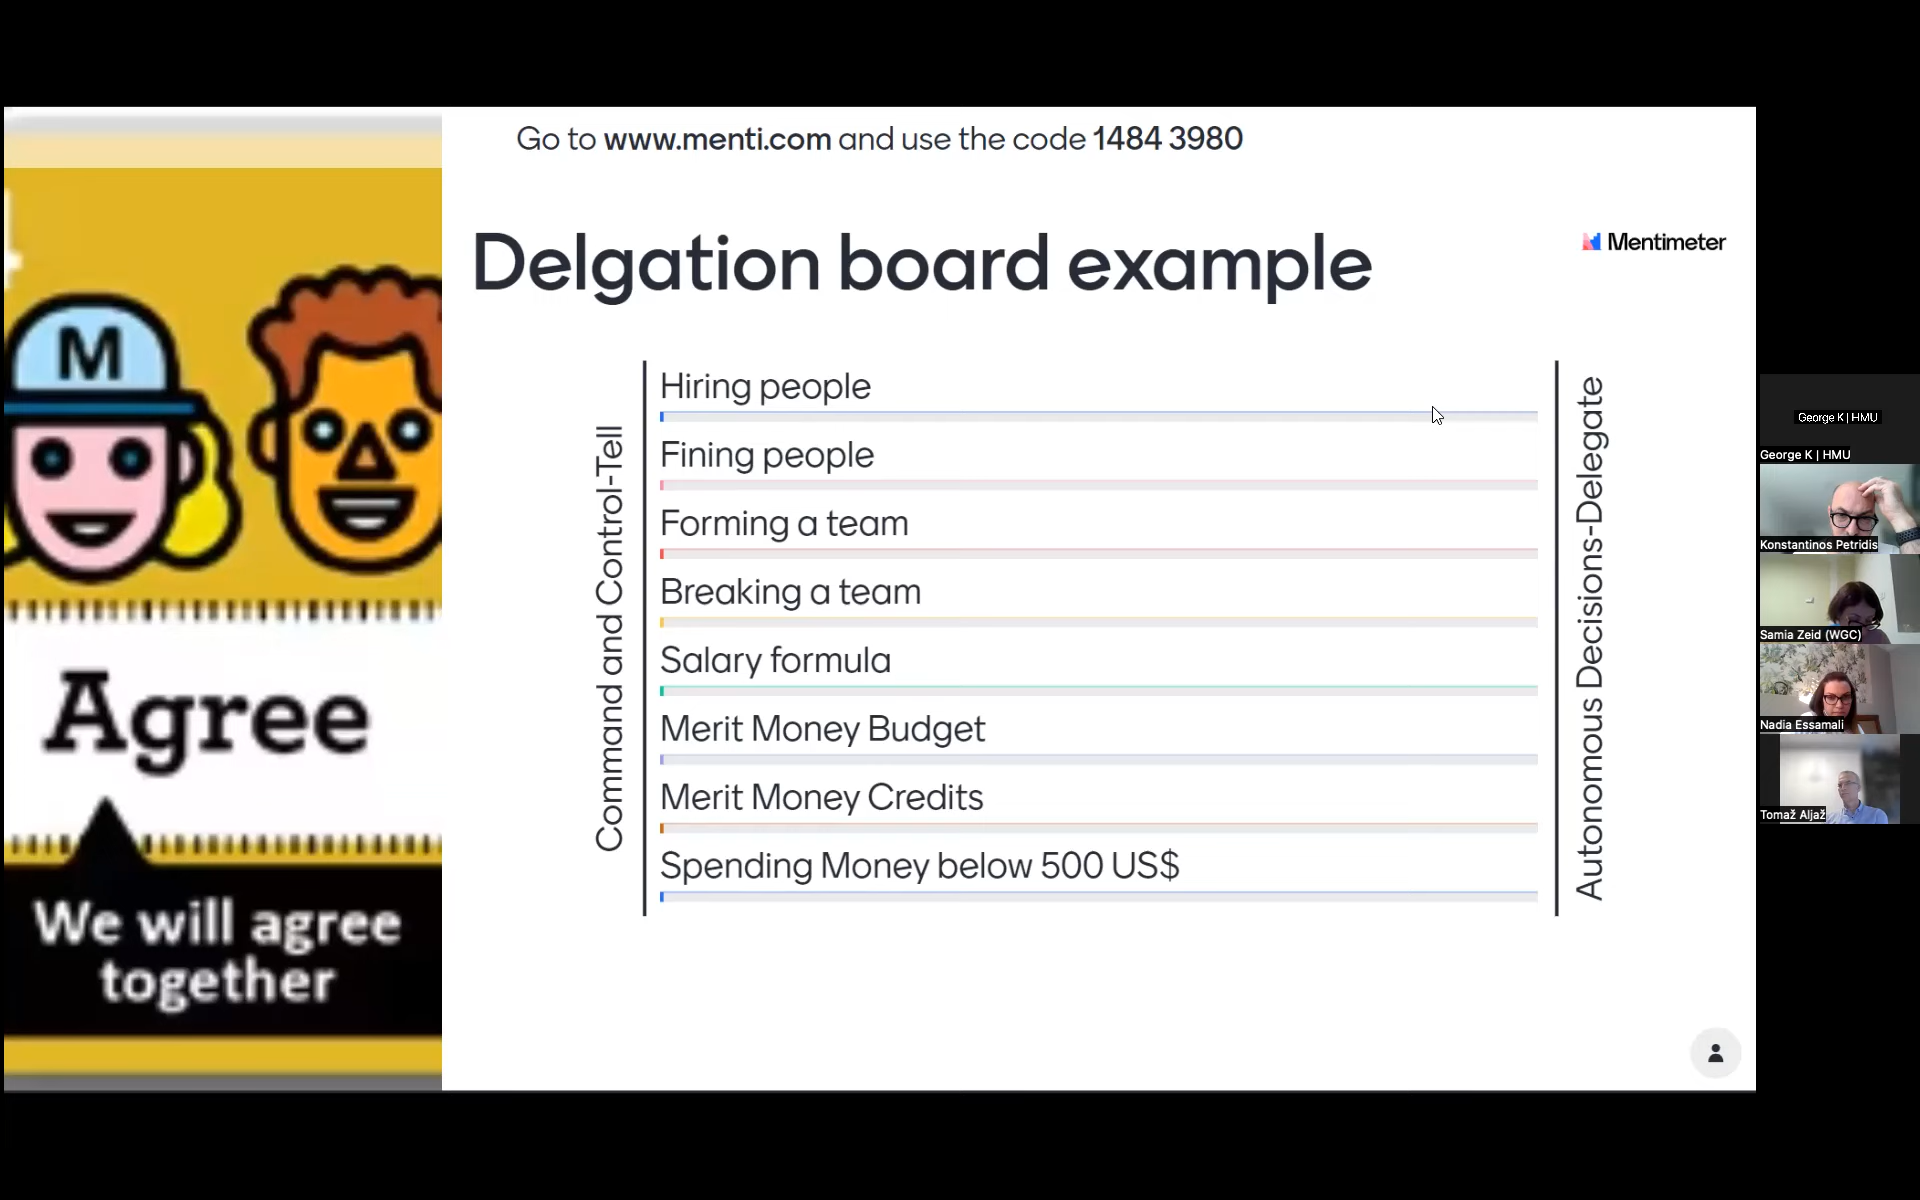 Go to www.menti.com and use the code 1484 3980
Delgation board example
Mentimeter
M
Agree
We will agree
together
Command and Control-Tell
Hiring people
Fining people
Forming a team
Breaking a team
Salary formula
Merit Money Budget
Merit Money Credits
Spending Money below 500 US$
Autonomous Decisions-Delegate
George K | HMU
George K | HMU
Konstantinos Petridis
Samia Zeid (WGC)
Nadia Essamali
Tomaž Aljaž